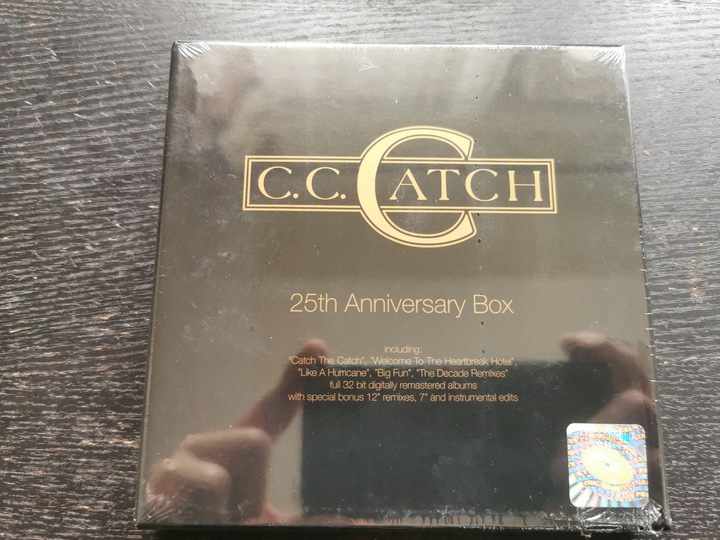 C.C. CATCH
25th Anniversary Box
including:
"Catch The Catch", "Welcome To The Heartbreak Hotel",
"Like A Hurricane", "Big Fun", "The Decade Remixes"
full 32 bit digitally remastered albums
with special bonus 12" remixes, 7" and instrumental edits